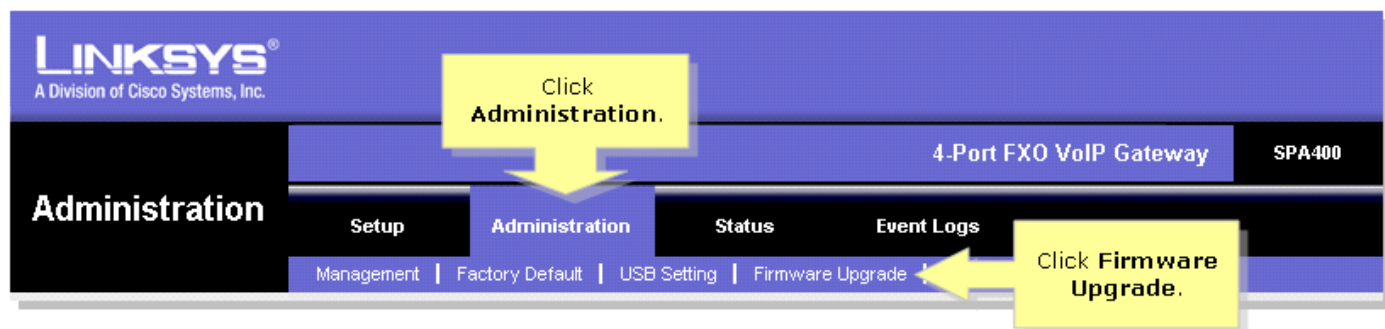 LINKSYS®
A Division of Cisco Systems, Inc.
Click
Administration.
4-Port FXO VoIP Gateway SPA400
Administration
Setup Administration Status Event Logs
Management | Factory Default | USB Setting | Firmware Upgrade |
Click Firmware
Upgrade.